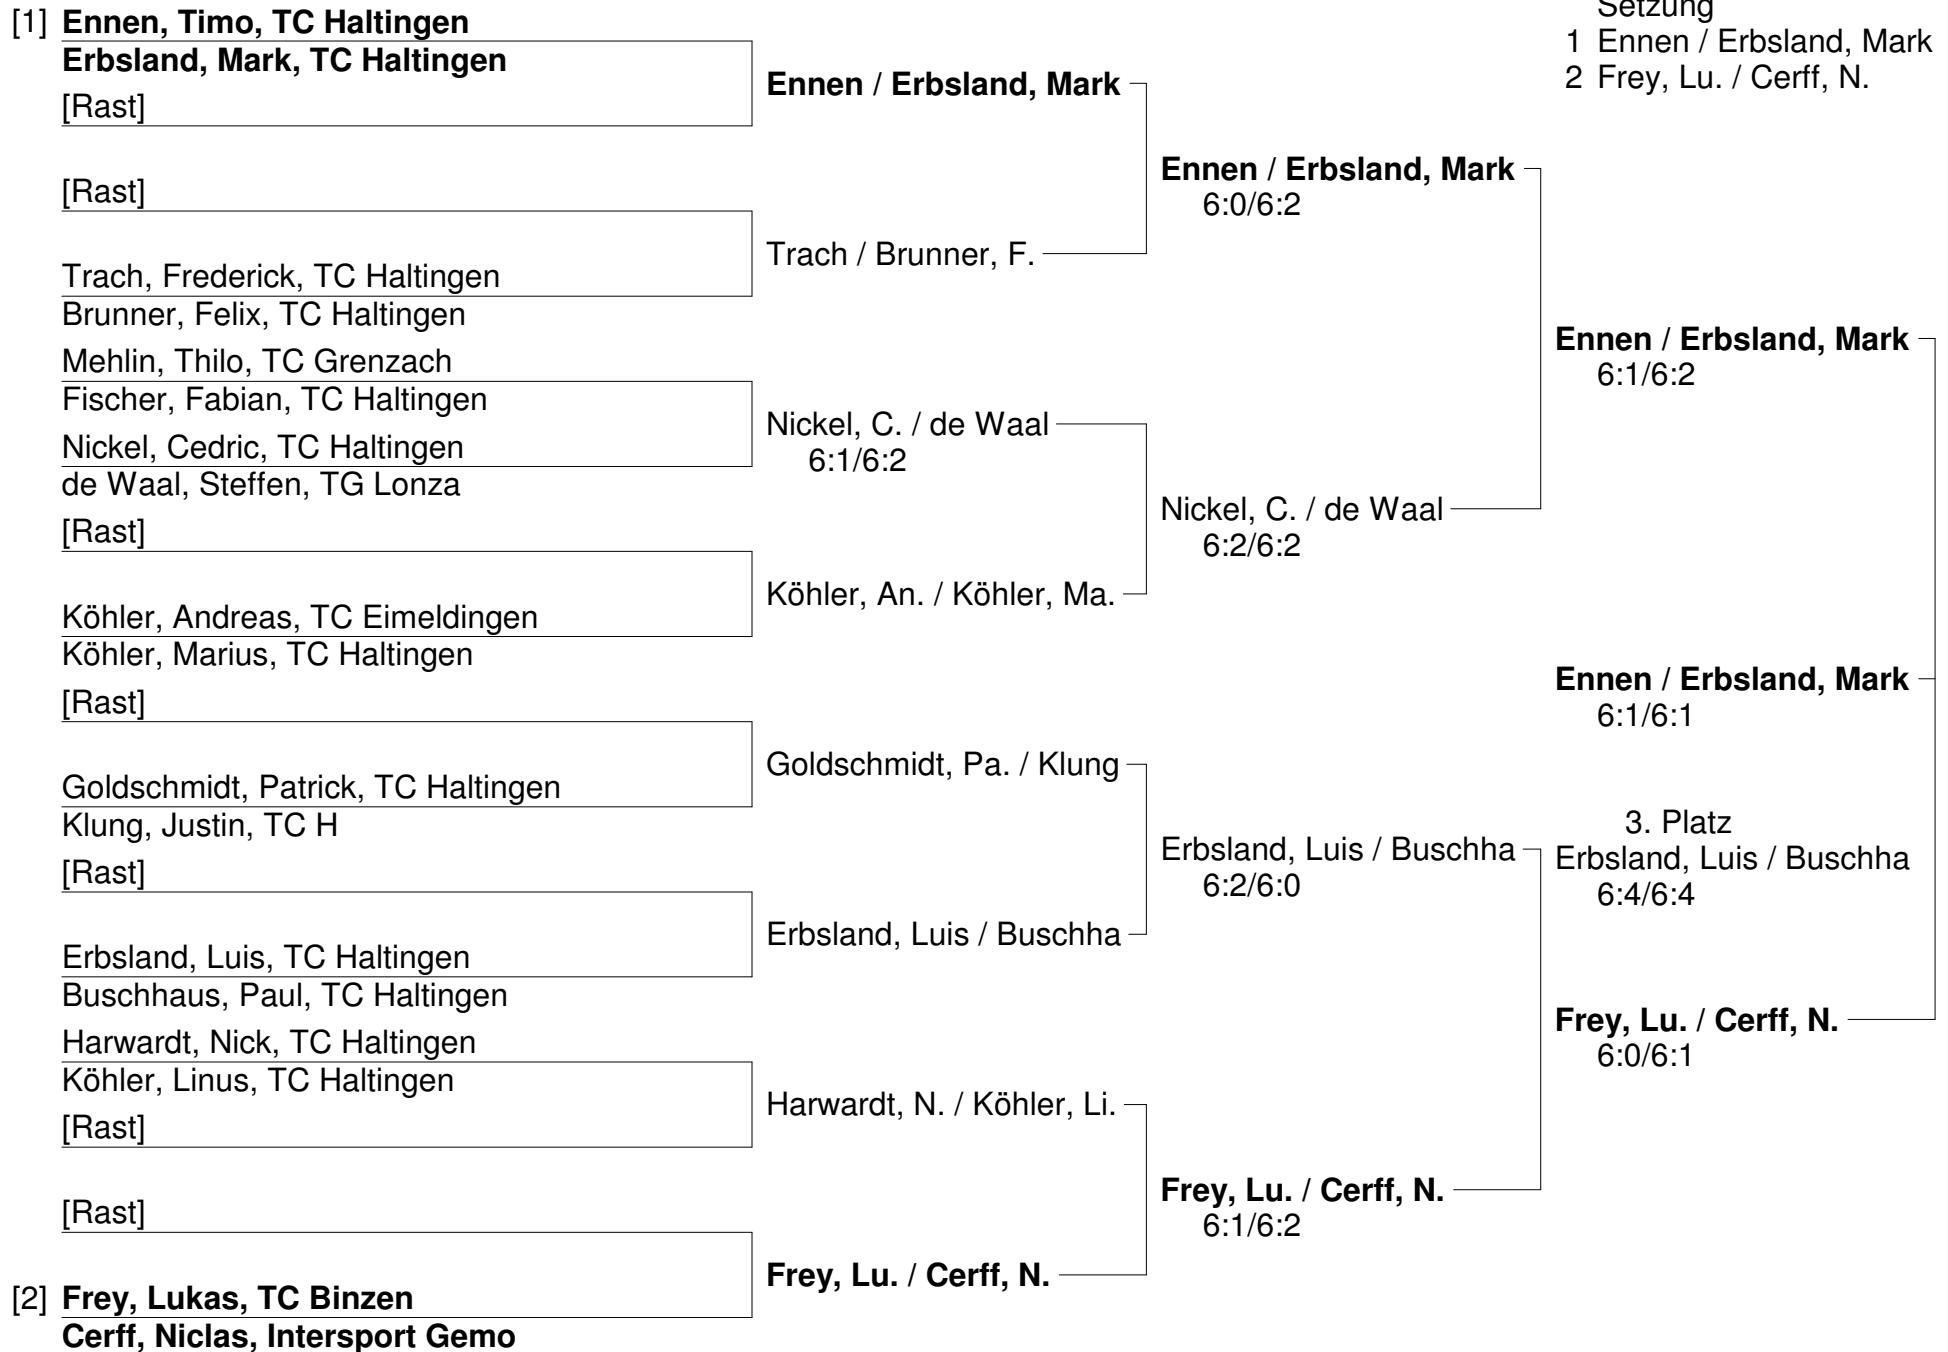 [1] Ennen, Timo, TC Haltingen
Erbsland, Mark, TC Haltingen
[Rast]
[Rast]
Trach, Frederick, TC Haltingen
Brunner, Felix, TC Haltingen
Mehlin, Thilo, TC Grenzach
Fischer, Fabian, TC Haltingen
Nickel, Cedric, TC Haltingen
de Waal, Steffen, TG Lonza
[Rast]
Köhler, Andreas, TC Eimeldingen
Köhler, Marius, TC Haltingen
[Rast]
Goldschmidt, Patrick, TC Haltingen
Klung, Justin, TC H
[Rast]
Erbsland, Luis, TC Haltingen
Buschhaus, Paul, TC Haltingen
Harwardt, Nick, TC Haltingen
Köhler, Linus, TC Haltingen
[Rast]
[Rast]
[2] Frey, Lukas, TC Binzen
Cerff, Niclas, Intersport Gemo
Ennen / Erbsland, Mark
Trach / Brunner, F.
Nickel, C. / de Waal
6:1/6:2
Köhler, An. / Köhler, Ma.
Goldschmidt, Pa. / Klung
Erbsland, Luis / Buschha
Harwardt, N. / Köhler, Li.
Frey, Lu. / Cerff, N.
Ennen / Erbsland, Mark
6:0/6:2
Nickel, C. / de Waal
6:2/6:2
Erbsland, Luis / Buschha
6:2/6:0
Frey, Lu. / Cerff, N.
6:1/6:2
Setzung
1 Ennen / Erbsland, Mark
2 Frey, Lu. / Cerff, N.
Ennen / Erbsland, Mark
6:1/6:2
Ennen / Erbsland, Mark
6:1/6:1
3. Platz
Erbsland, Luis / Buschha
6:4/6:4
Frey, Lu. / Cerff, N.
6:0/6:1